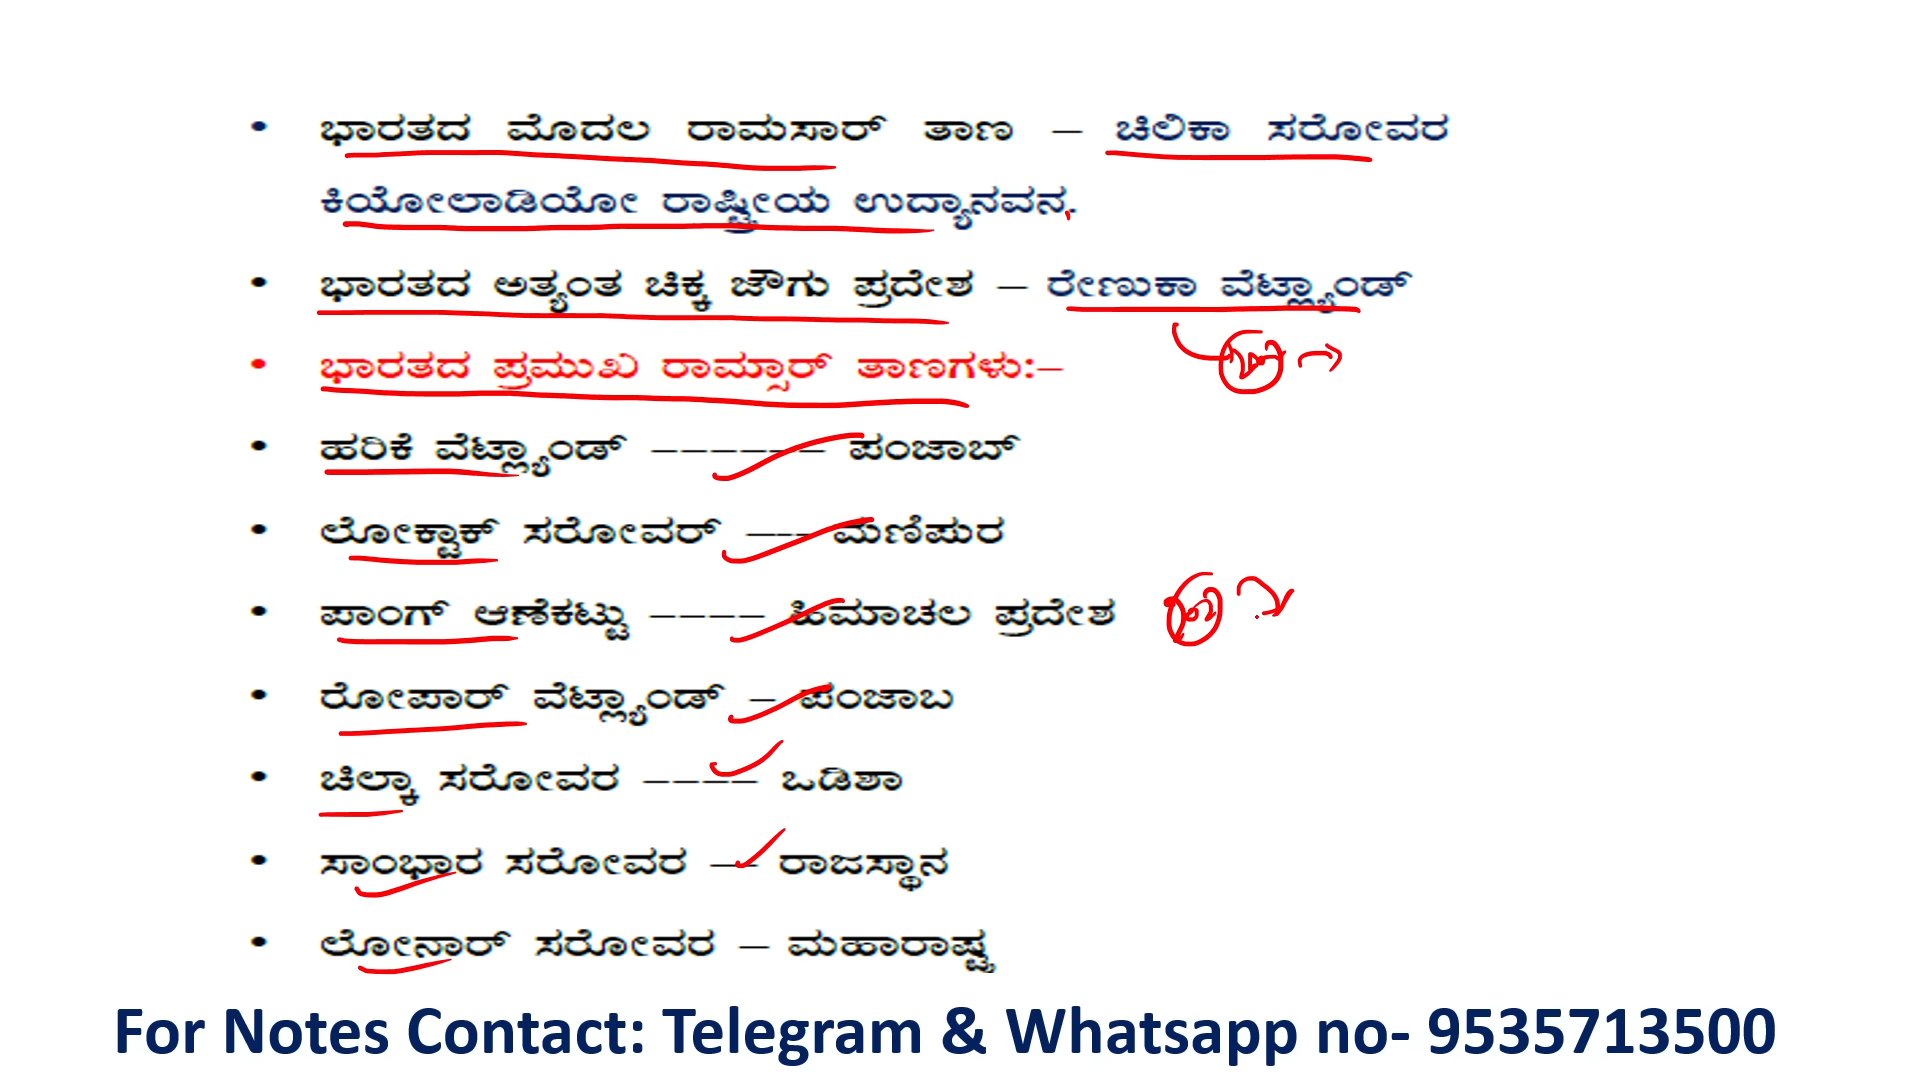 • ಭಾರತದ ಮೊದಲ ರಾಮಸಾರ್ ತಾಣ – ಚಿಲಿಕಾ ಸರೋವರ
ಕಿಯೋಲಾಡಿಯೋ ರಾಷ್ಟ್ರೀಯ ಉದ್ಯಾನವನ.
• ಭಾರತದ ಅತ್ಯಂತ ಚಿಕ್ಕ ಜೌಗು ಪ್ರದೇಶ – ರೇಣುಕಾ ವೆಟ್ಲ್ಯಾಂಡ್
• ಭಾರತದ ಪ್ರಮುಖ ರಾಮ್ಸಾರ್ ತಾಣಗಳು:–
• ಹರಿಕೆ ವೆಟ್ಲ್ಯಾಂಡ್ –––––– ಪಂಜಾಬ್
• ಲೋಕ್ಟಾಕ್ ಸರೋವರ್ –-- ಮಣಿಪುರ
• ಪಾಂಗ್ ಆಣೆಕಟ್ಟು –––– ಹಿಮಾಚಲ ಪ್ರದೇಶ
• ರೋಪಾರ್ ವೆಟ್ಲ್ಯಾಂಡ್ – ಪಂಜಾಬ
• ಚಿಲ್ಕಾ ಸರೋವರ –––– ಒಡಿಶಾ
• ಸಾಂಭಾರ ಸರೋವರ –– ರಾಜಸ್ಥಾನ
• ಲೋನಾರ್ ಸರೋವರ – ಮಹಾರಾಷ್ಟ್ರ
For Notes Contact: Telegram & Whatsapp no- 9535713500